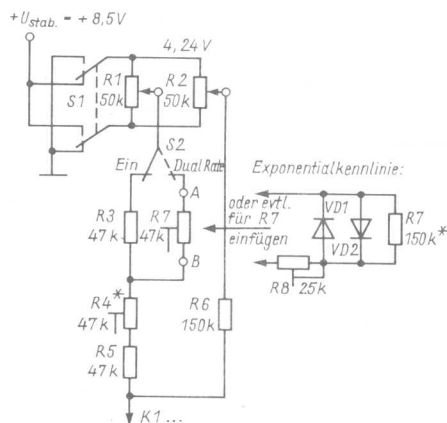 +U stab. = + 8,5V
4,24V
R1
50k
R2
50k
S1
S2
Ein
Dual Rate
A
Exponentialkennlinie:
R3
47k
R7
47k
oder evtl.
für R7
einfügen
VD1
VD2
R7
150k*
B
R8 25k
R4*
47k
R6
150k
R5
47k
K1...